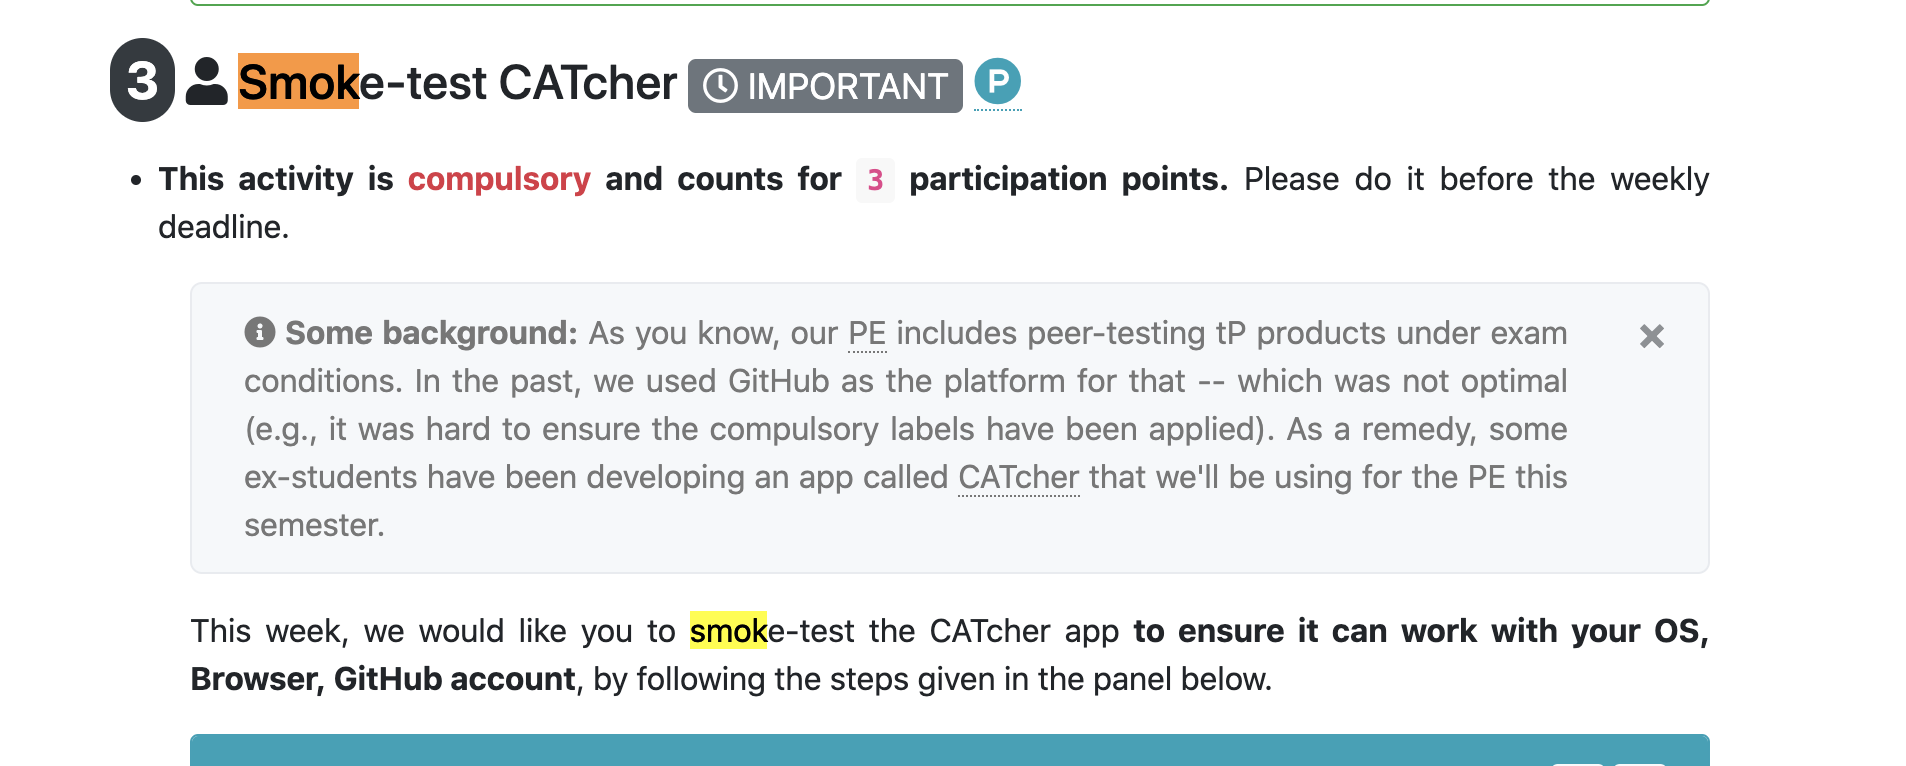 3 Smoke-test CATcher IMPORTANT P
• This activity is compulsory and counts for 3 participation points. Please do it before the weekly
deadline.
Some background: As you know, our PE includes peer-testing tP products under exam
conditions. In the past, we used GitHub as the platform for that -- which was not optimal
(e.g., it was hard to ensure the compulsory labels have been applied). As a remedy, some
ex-students have been developing an app called CATcher that we'll be using for the PE this
semester.
This week, we would like you to smoke-test the CATcher app to ensure it can work with your OS,
Browser, GitHub account, by following the steps given in the panel below.